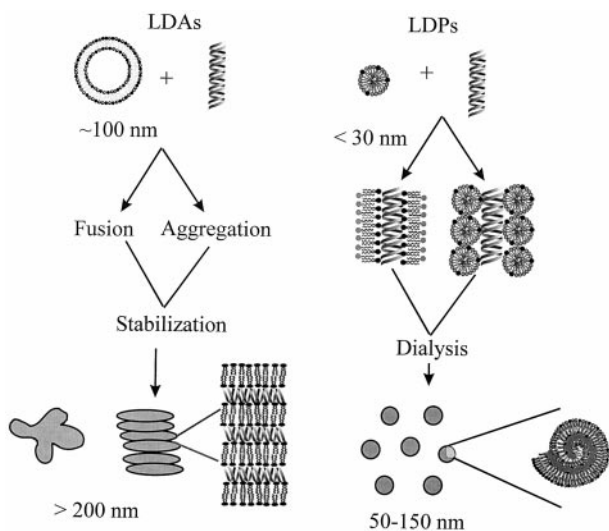 LDAs
+
~100 nm
Fusion Aggregation
Stabilization
> 200 nm
LDPs
+
< 30 nm
Dialysis
50-150 nm